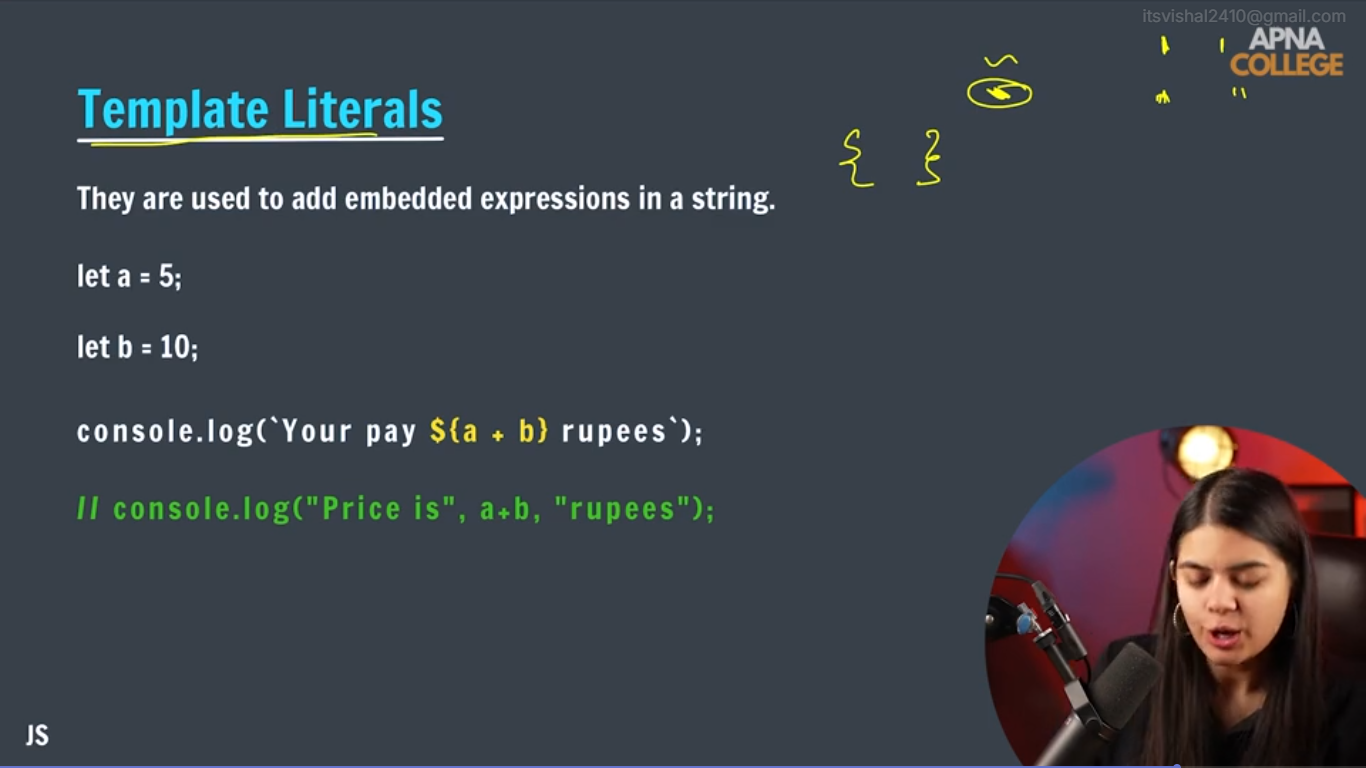 itsvishal2410@gmail.com
APNA
COLLEGE
Template Literals
{ }
They are used to add embedded expressions in a string.
let a = 5;
let b = 10;
console.log(`Your pay ${a + b} rupees`);
// console.log("Price is", a+b, "rupees");
JS